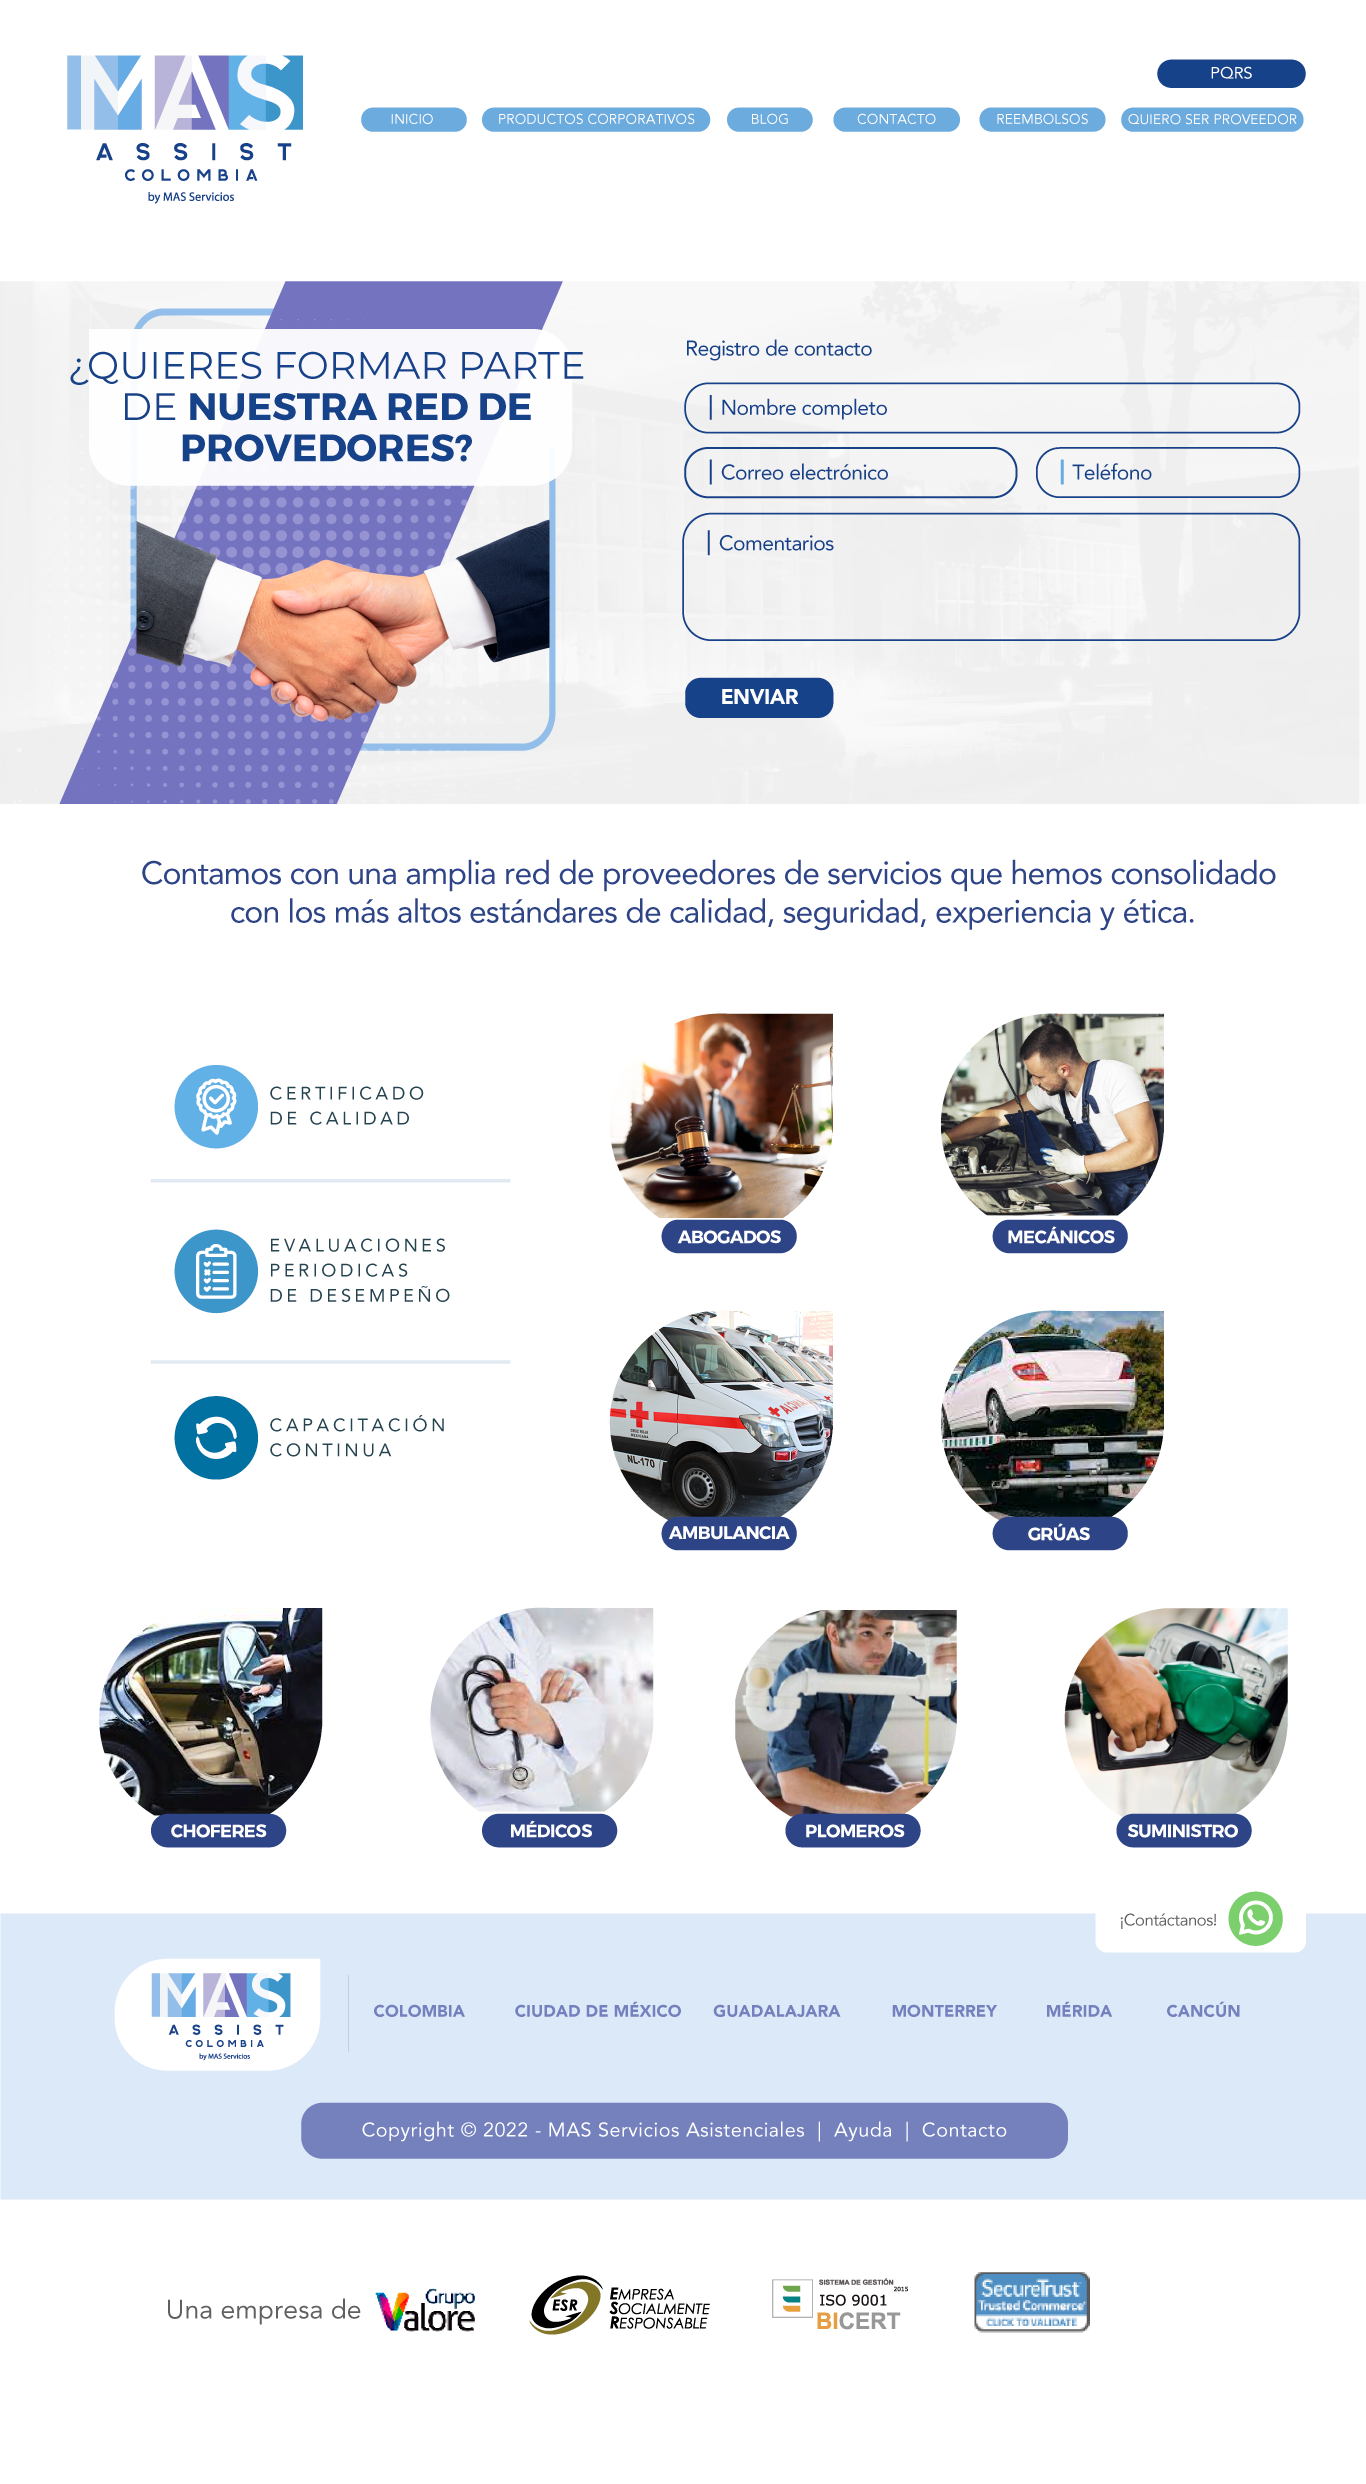 MAS
ASSIST
COLOMBIA
by MAS Servicios
PQRS
INICIO
PRODUCTOS CORPORATIVOS
BLOG
CONTACTO
REEMBOLSOS
QUIERO SER PROVEEDOR
¿QUIERES FORMAR PARTE
DE NUESTRA RED DE
PROVEDORES?
Registro de contacto
Nombre completo
Correo electrónico
Teléfono
Comentarios
ENVIAR
Contamos con una amplia red de proveedores de servicios que hemos consolidado
con los más altos estándares de calidad, seguridad, experiencia y ética.
CERTIFICADO
DE CALIDAD
EVALUACIONES
PERIODICAS
DE DESEMPEÑO
CAPACITACIÓN
CONTINUA
ABOGADOS
MECÁNICOS
CRUZ ROJA
MEXICANA
NL-170
AMBULANCIA
GRÚAS
CHOFERES
MÉDICOS
PLOMEROS
SUMINISTRO
¡Contáctanos!
MAS
ASSIST
COLOMBIA
by MAS Servicios
COLOMBIA
CIUDAD DE MÉXICO
GUADALAJARA
MONTERREY
MÉRIDA
CANCÚN
Copyright © 2022 - MAS Servicios Asistenciales | Ayuda | Contacto
Una empresa de
Grupo
Valore
ESR
EMPRESA
SOCIALMENTE
RESPONSABLE
SISTEMA DE GESTIÓN
2015
ISO 9001
BICERT
SecureTrust
Trusted Commerce
CLICK TO VALIDATE